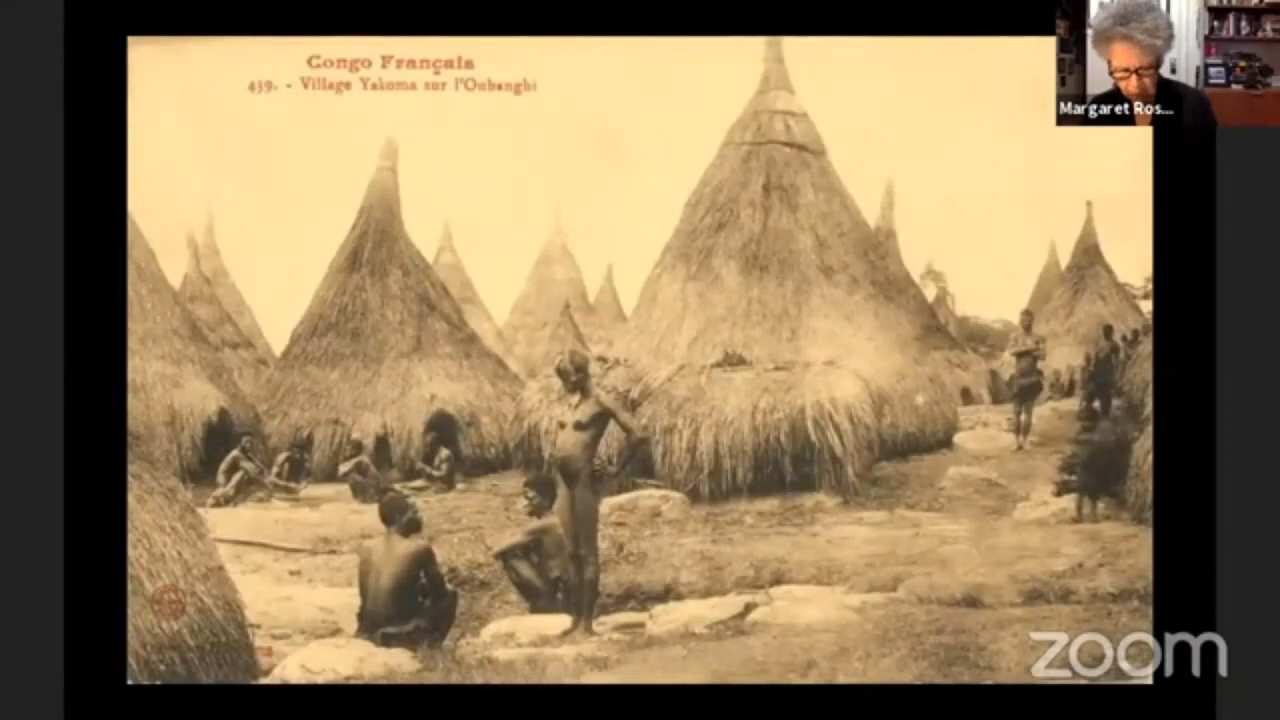 Congo Français
439. - Village Yakoma sur l'Oubanghi
Margaret Ros...
zoom